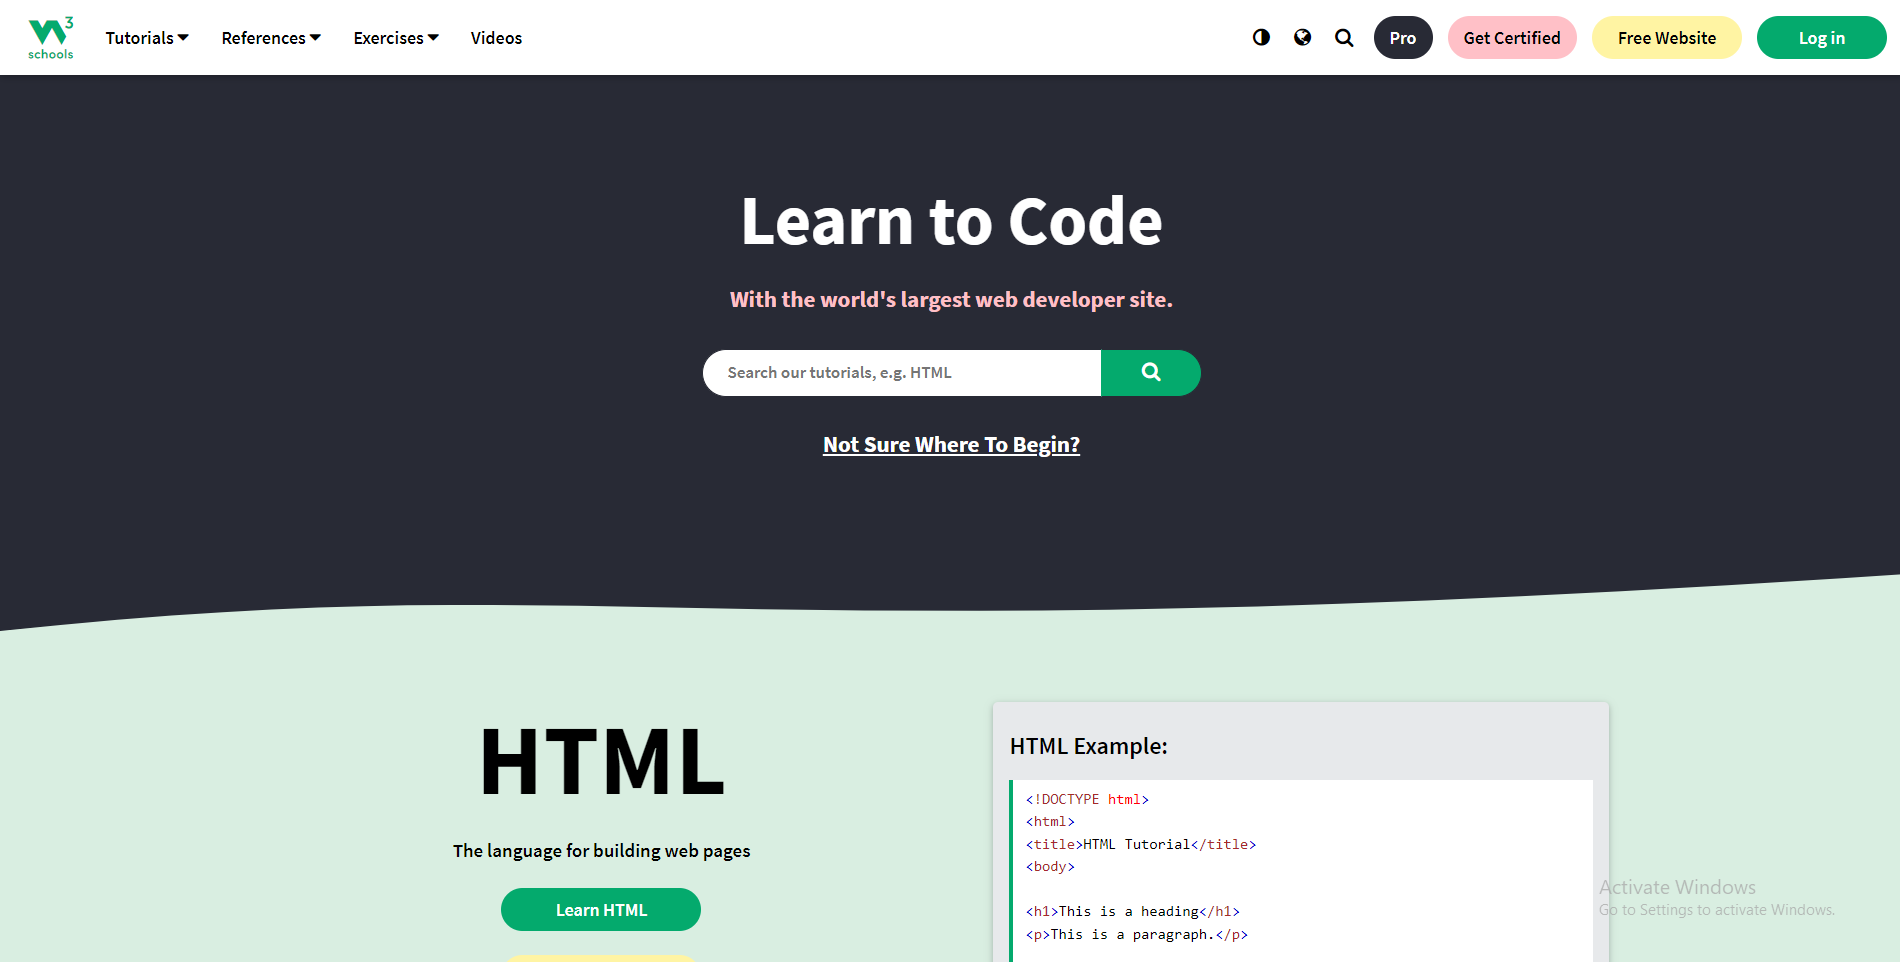 3
schools
Tutorials
References
Exercises
Videos
Pro
Get Certified
Free Website
Log in
Learn to Code
With the world's largest web developer site.
Search our tutorials, e.g. HTML
Not Sure Where To Begin?
HTML
The language for building web pages
Learn HTML
HTML Example:
<!DOCTYPE html>
<html>
<title>HTML Tutorial</title>
<body>
<h1>This is a heading</h1>
<p>This is a paragraph.</p>
Activate Windows
Go to Settings to activate Windows.